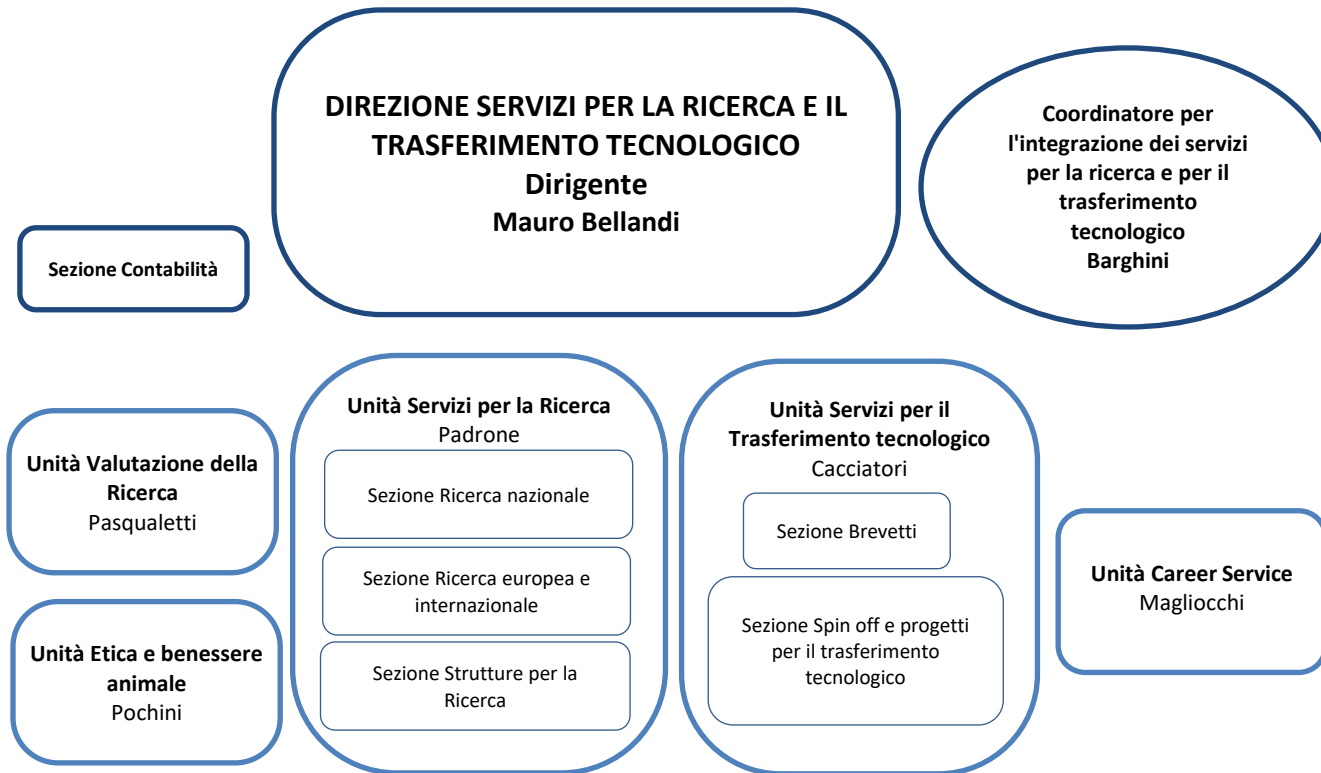 DIREZIONE SERVIZI PER LA RICERCA E IL
TRASFERIMENTO TECNOLOGICO
Dirigente
Mauro Bellandi
Coordinatore per
l'integrazione dei servizi
per la ricerca e per il
trasferimento
tecnologico
Barghini
Sezione Contabilità
Unità Valutazione della
Ricerca
Pasqualetti
Unità Etica e benessere
animale
Pochini
Unità Servizi per la Ricerca
Padrone
Sezione Ricerca nazionale
Sezione Ricerca europea e
internazionale
Sezione Strutture per la
Ricerca
Unità Servizi per il
Trasferimento tecnologico
Cacciatori
Sezione Brevetti
Sezione Spin off e progetti
per il trasferimento
tecnologico
Unità Career Service
Magliocchi